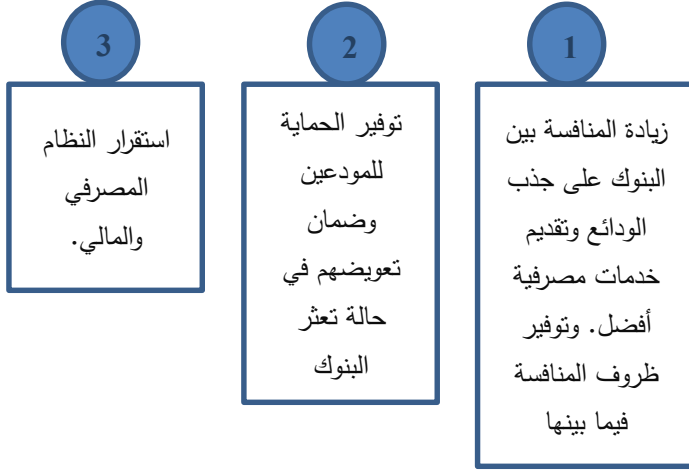 1
زيادة المنافسة بين
البنوك على جذب
الودائع وتقديم
خدمات مصرفية
أفضل. وتوفير
ظروف المنافسة
فيما بينها
2
توفير الحماية
للمودعين
وضمان
تعويضهم في
حالة تعثر
البنوك
3
استقرار النظام
المصرفي
والمالي.